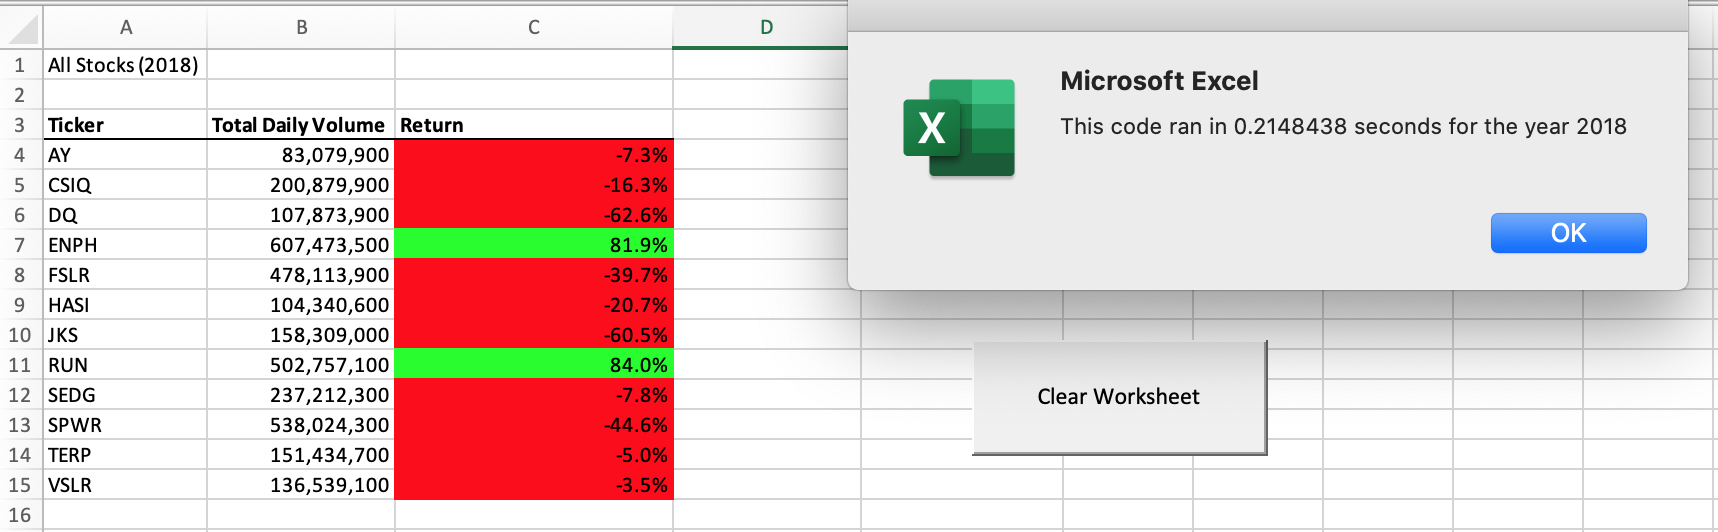 A B C D
1 All Stocks (2018)
2
3 Ticker Total Daily Volume Return
4 AY 83,079,900 -7.3%
5 CSIQ 200,879,900 -16.3%
6 DQ 107,873,900 -62.6%
7 ENPH 607,473,500 81.9%
8 FSLR 478,113,900 -39.7%
9 HASI 104,340,600 -20.7%
10 JKS 158,309,000 -60.5%
11 RUN 502,757,100 84.0%
12 SEDG 237,212,300 -7.8%
13 SPWR 538,024,300 -44.6%
14 TERP 151,434,700 -5.0%
15 VSLR 136,539,100 -3.5%
16
X
Microsoft Excel
This code ran in 0.2148438 seconds for the year 2018
OK
Clear Worksheet